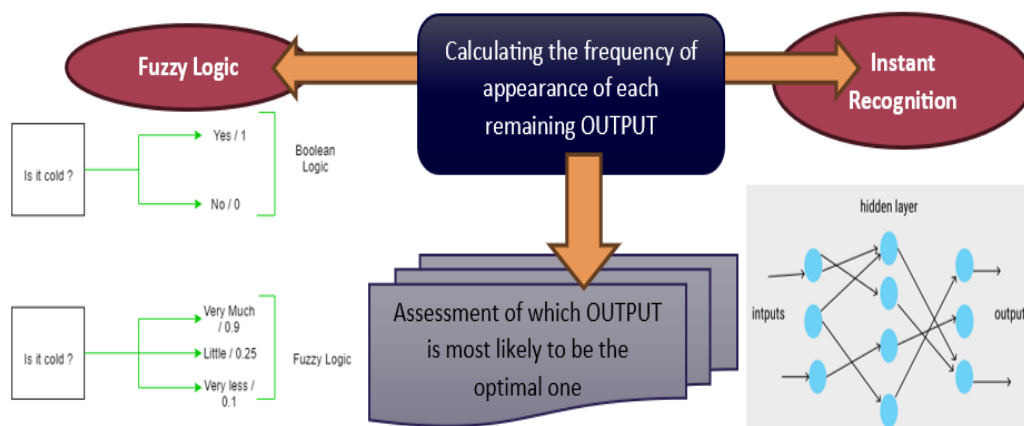 Fuzzy Logic
Calculating the frequency of
appearance of each
remaining OUTPUT
Instant
Recognition
Is it cold ?
Yes / 1
No / 0
Boolean
Logic
Is it cold ?
Very Much
/ 0.9
Little / 0.25
Very less /
0.1
Fuzzy Logic
Assessment of which OUTPUT
is most likely to be the
optimal one
hidden layer
intputs
output